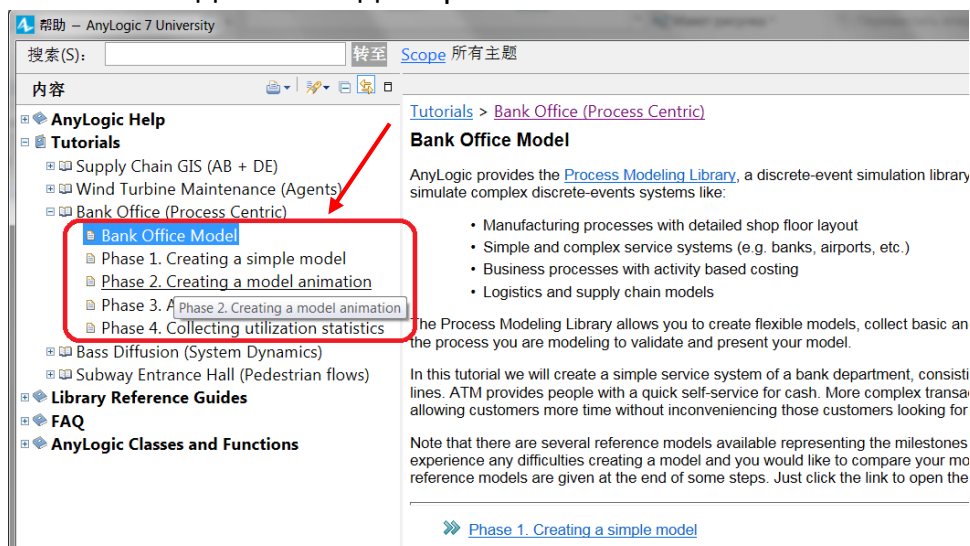 帮助 – AnyLogic 7 University
搜索(S):
转至
Scope 所有主题
内容
AnyLogic Help
Tutorials
Supply Chain GIS (AB + DE)
Wind Turbine Maintenance (Agents)
Bank Office (Process Centric)
Bank Office Model
Phase 1. Creating a simple model
Phase 2. Creating a model animation
Phase 3. A
Phase 2. Creating a model animation
Phase 4. Collecting utilization statistics
Bass Diffusion (System Dynamics)
Subway Entrance Hall (Pedestrian flows)
Library Reference Guides
FAQ
AnyLogic Classes and Functions
Tutorials > Bank Office (Process Centric)
Bank Office Model
AnyLogic provides the Process Modeling Library, a discrete-event simulation library
simulate complex discrete-events systems like:
• Manufacturing processes with detailed shop floor layout
• Simple and complex service systems (e.g. banks, airports, etc.)
• Business processes with activity based costing
• Logistics and supply chain models
The Process Modeling Library allows you to create flexible models, collect basic an
the process you are modeling to validate and present your model.
In this tutorial we will create a simple service system of a bank department, consisti
lines. ATM provides people with a quick self-service for cash. More complex transa
allowing customers more time without inconveniencing those customers looking for
Note that there are several reference models available representing the milestones
experience any difficulties creating a model and you would like to compare your mo
reference models are given at the end of some steps. Just click the link to open the
Phase 1. Creating a simple model